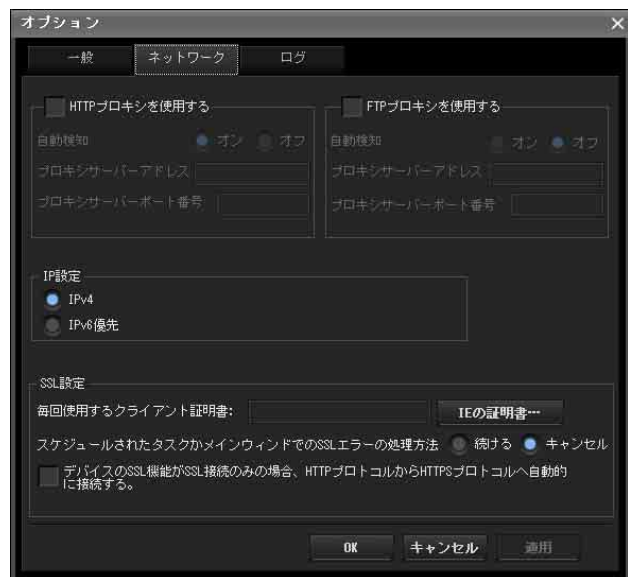 オプション
一般 ネットワーク ログ
HTTPプロキシを使用する
自動検知 オン オフ
プロキシサーバーアドレス
プロキシサーバーポート番号
FTPプロキシを使用する
自動検知 オン オフ
プロキシサーバーアドレス
プロキシサーバーポート番号
IP設定
IPv4
IPv6優先
SSL設定
毎回使用するクライアント証明書: IEの証明書…
スケジュールされたタスクかメインウィンドでのSSLエラーの処理方法 続ける キャンセル
デバイスのSSL機能がSSL接続のみの場合、HTTPプロトコルからHTTPSプロトコルへ自動的
に接続する。
OK キャンセル 適用